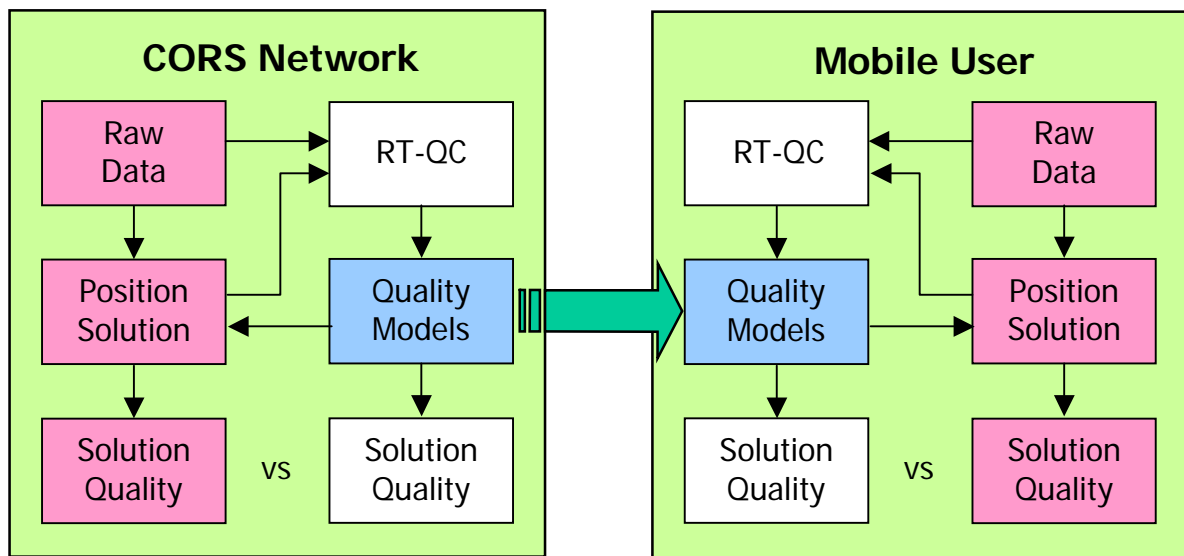 CORS Network
Raw
Data
RT-QC
Position
Solution
Quality
Models
Solution
Quality
vs
Solution
Quality
Mobile User
RT-QC
Raw
Data
Quality
Models
Position
Solution
Solution
Quality
vs
Solution
Quality